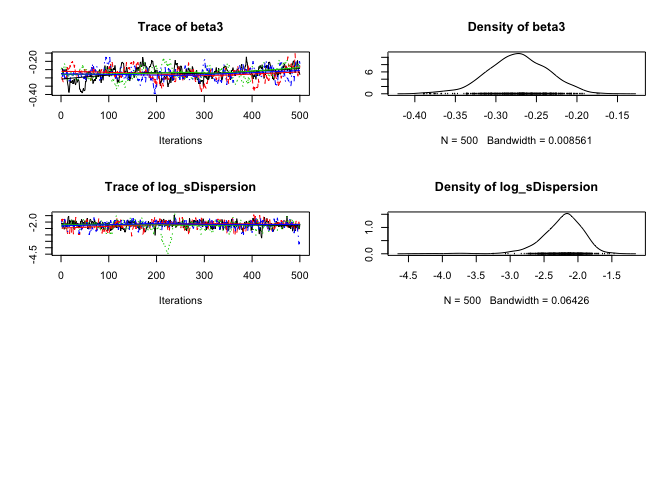 Trace of beta3
-0.40 -0.20
0 100 200 300 400 500
Iterations
Density of beta3
0 6
-0.40 -0.35 -0.30 -0.25 -0.20 -0.15
N = 500 Bandwidth = 0.008561
Trace of log_sDispersion
-4.5 -2.0
0 100 200 300 400 500
Iterations
Density of log_sDispersion
0.0 1.0
-4.5 -4.0 -3.5 -3.0 -2.5 -2.0 -1.5
N = 500 Bandwidth = 0.06426